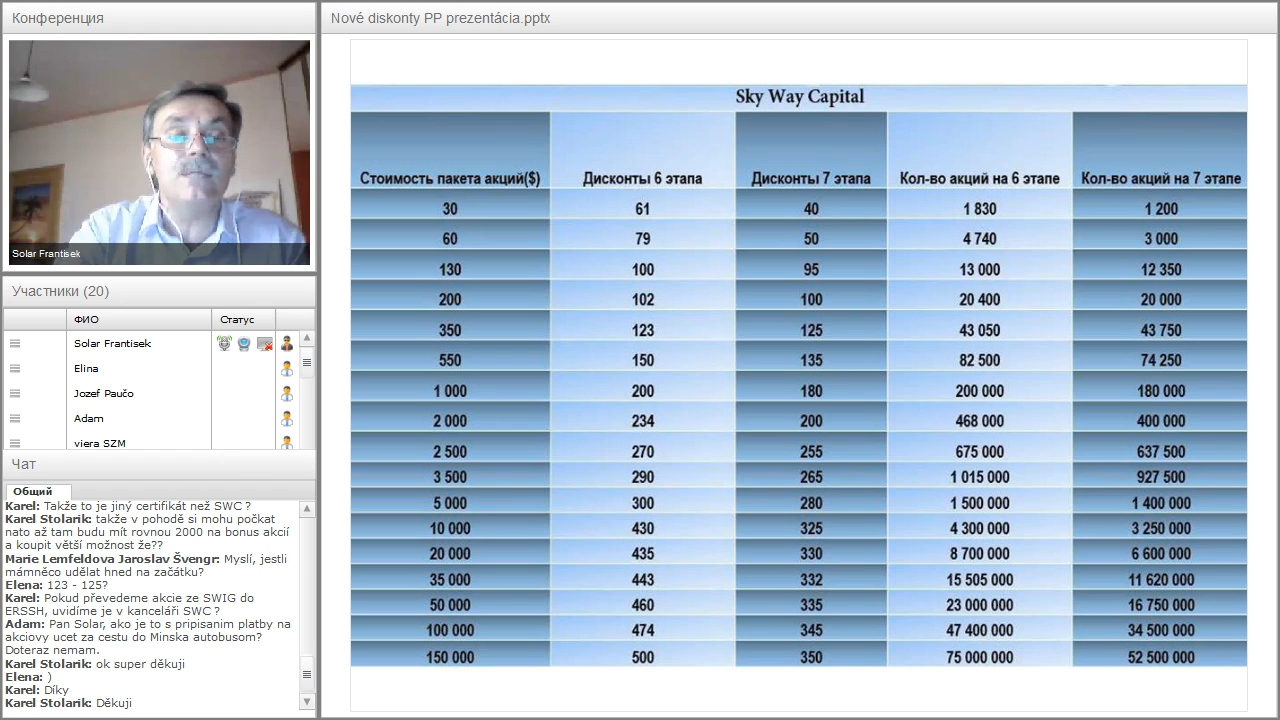 Конференция
Solar Frantisek
Участники (20)
ФИО Статус
Solar Frantisek
Elina
Jozef Paučo
Adam
viera SZM
Чат
Общий
Karel: Takže to je jiný certifikát než SWC ?
Karel Stolarik: takže v pohodě si mohu počkat
nato až tam budu mít rovnou 2000 na bonus akcií
a koupit větší možnost že??
Marie Lemfeldova Jaroslav Švengr: Myslí, jestli
mámněco udělat hned na začátku?
Elena: 123 - 125?
Karel: Pokud převedeme akcie ze SWIG do
ERSSH, uvidíme je v kanceláři SWC ?
Adam: Pan Solar, ako je to s pripisanim platby na
akciovy ucet za cestu do Minska autobusom?
Doteraz nemam.
Karel Stolarik: ok super děkuji
Elena: )
Karel: Díky
Karel Stolarik: Děkuji
Nové diskonty PP prezentácia.pptx
Sky Way Capital
Стоимость пакета акций($) Дисконты 6 этапа Дисконты 7 этапа Кол-во акций на 6 этапе Кол-во акций на 7 этапе
30 61 40 1 830 1 200
60 79 50 4 740 3 000
130 100 95 13 000 12 350
200 102 100 20 400 20 000
350 123 125 43 050 43 750
550 150 135 82 500 74 250
1 000 200 180 200 000 180 000
2 000 234 200 468 000 400 000
2 500 270 255 675 000 637 500
3 500 290 265 1 015 000 927 500
5 000 300 280 1 500 000 1 400 000
10 000 430 325 4 300 000 3 250 000
20 000 435 330 8 700 000 6 600 000
35 000 443 332 15 505 000 11 620 000
50 000 460 335 23 000 000 16 750 000
100 000 474 345 47 400 000 34 500 000
150 000 500 350 75 000 000 52 500 000